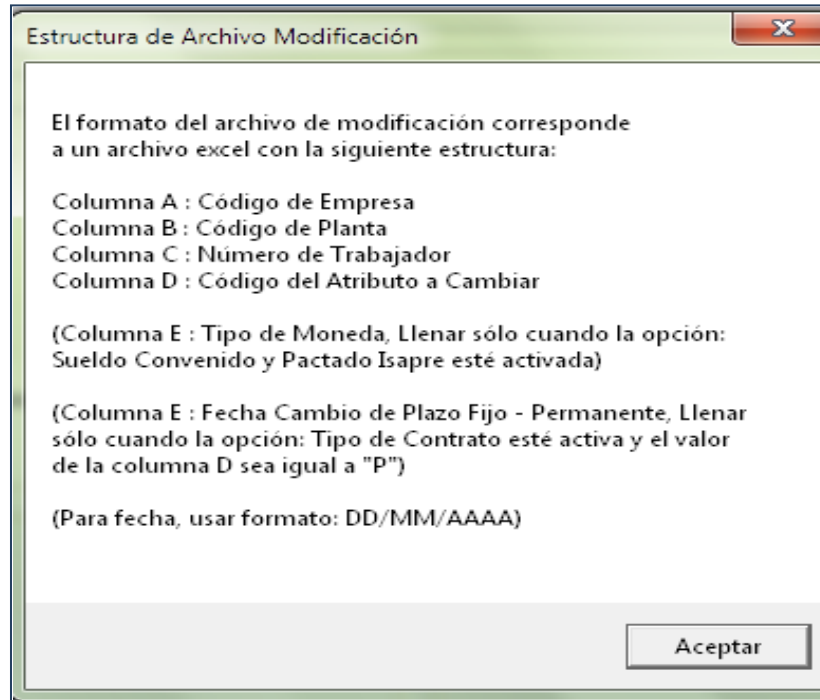 Estructura de Archivo Modificación
El formato del archivo de modificación corresponde
a un archivo excel con la siguiente estructura:
Columna A : Código de Empresa
Columna B : Código de Planta
Columna C : Número de Trabajador
Columna D : Código del Atributo a Cambiar
(Columna E : Tipo de Moneda, Llenar sólo cuando la opción:
Sueldo Convenido y Pactado Isapre esté activada)
(Columna E : Fecha Cambio de Plazo Fijo - Permanente, Llenar
sólo cuando la opción: Tipo de Contrato esté activa y el valor
de la columna D sea igual a "P")
(Para fecha, usar formato: DD/MM/AAAA)
Aceptar